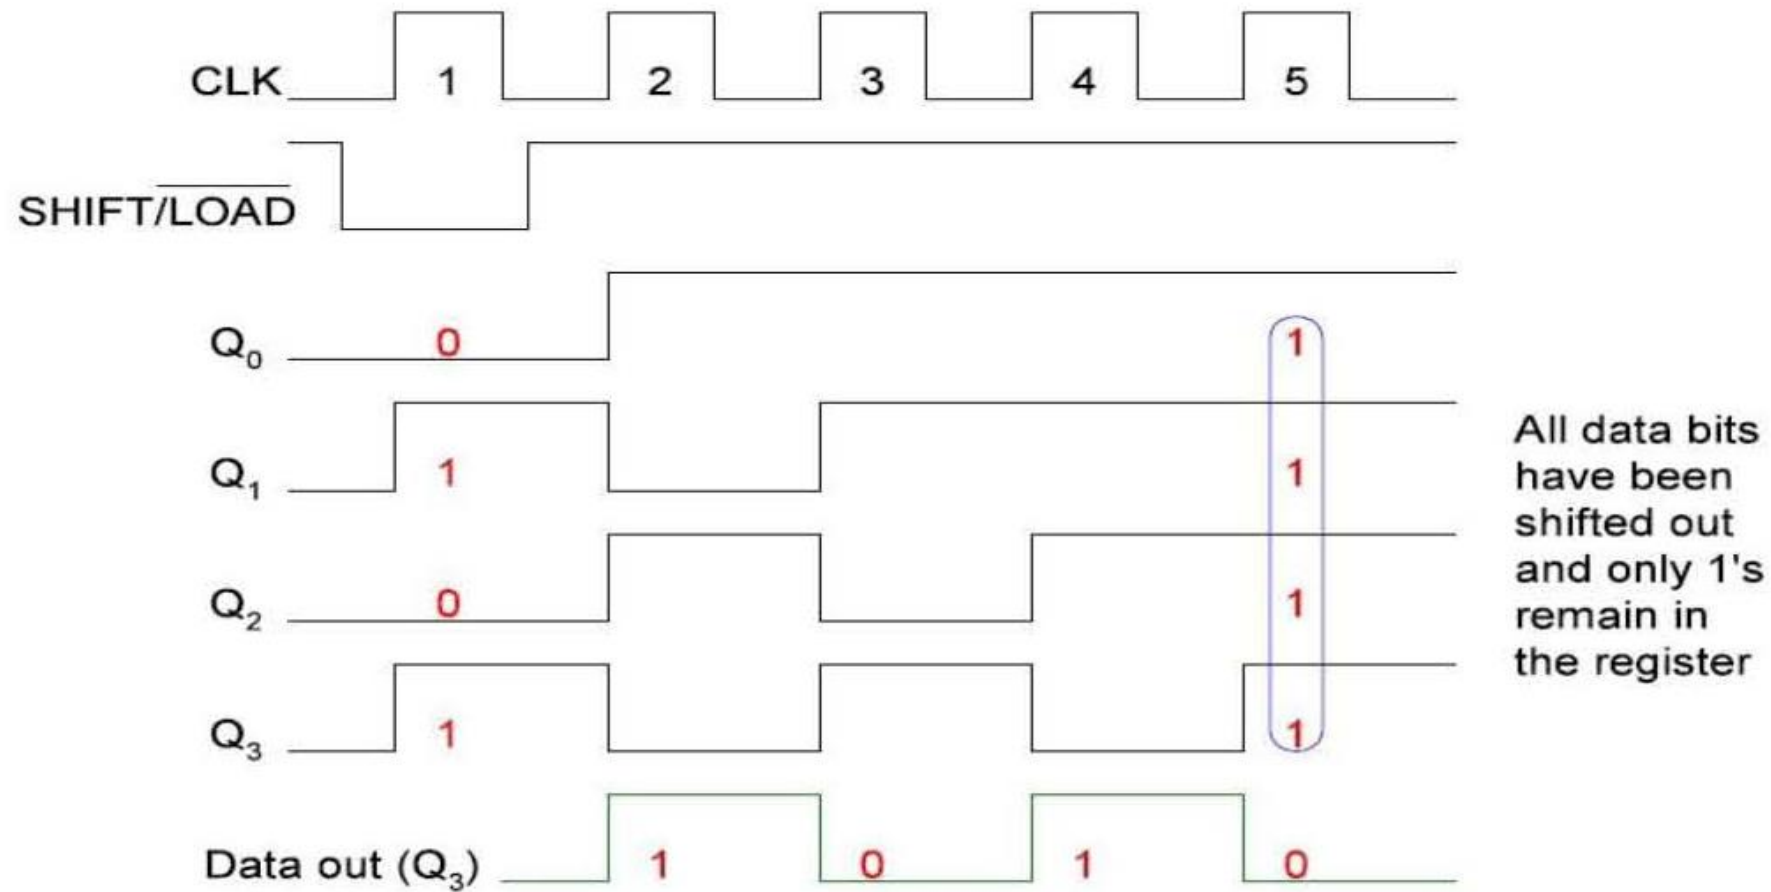 CLK 1 2 3 4 5
SHIFT/LOAD
Q0 0 1
Q1 1 1
Q2 0 1
Q3 1 1
All data bits
have been
shifted out
and only 1's
remain in
the register
Data out (Q3) 1 0 1 0